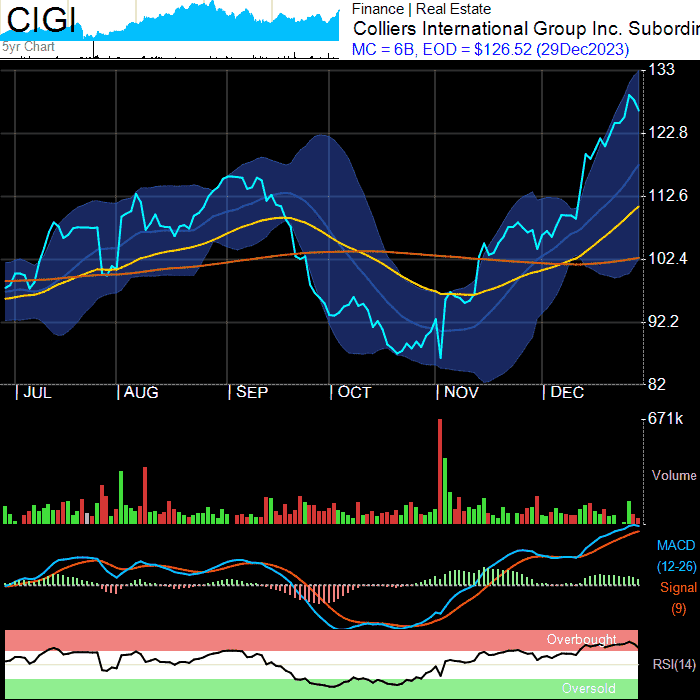 CIGI
5yr Chart
Finance | Real Estate
Colliers International Group Inc. Subordin
MC = 6B, EOD = $126.52 (29Dec2023)
133
122.8
112.6
102.4
92.2
82
JUL AUG SEP OCT NOV DEC
671k
Volume
MACD
(12-26)
Signal
(9)
Overbought
RSI(14)
Oversold